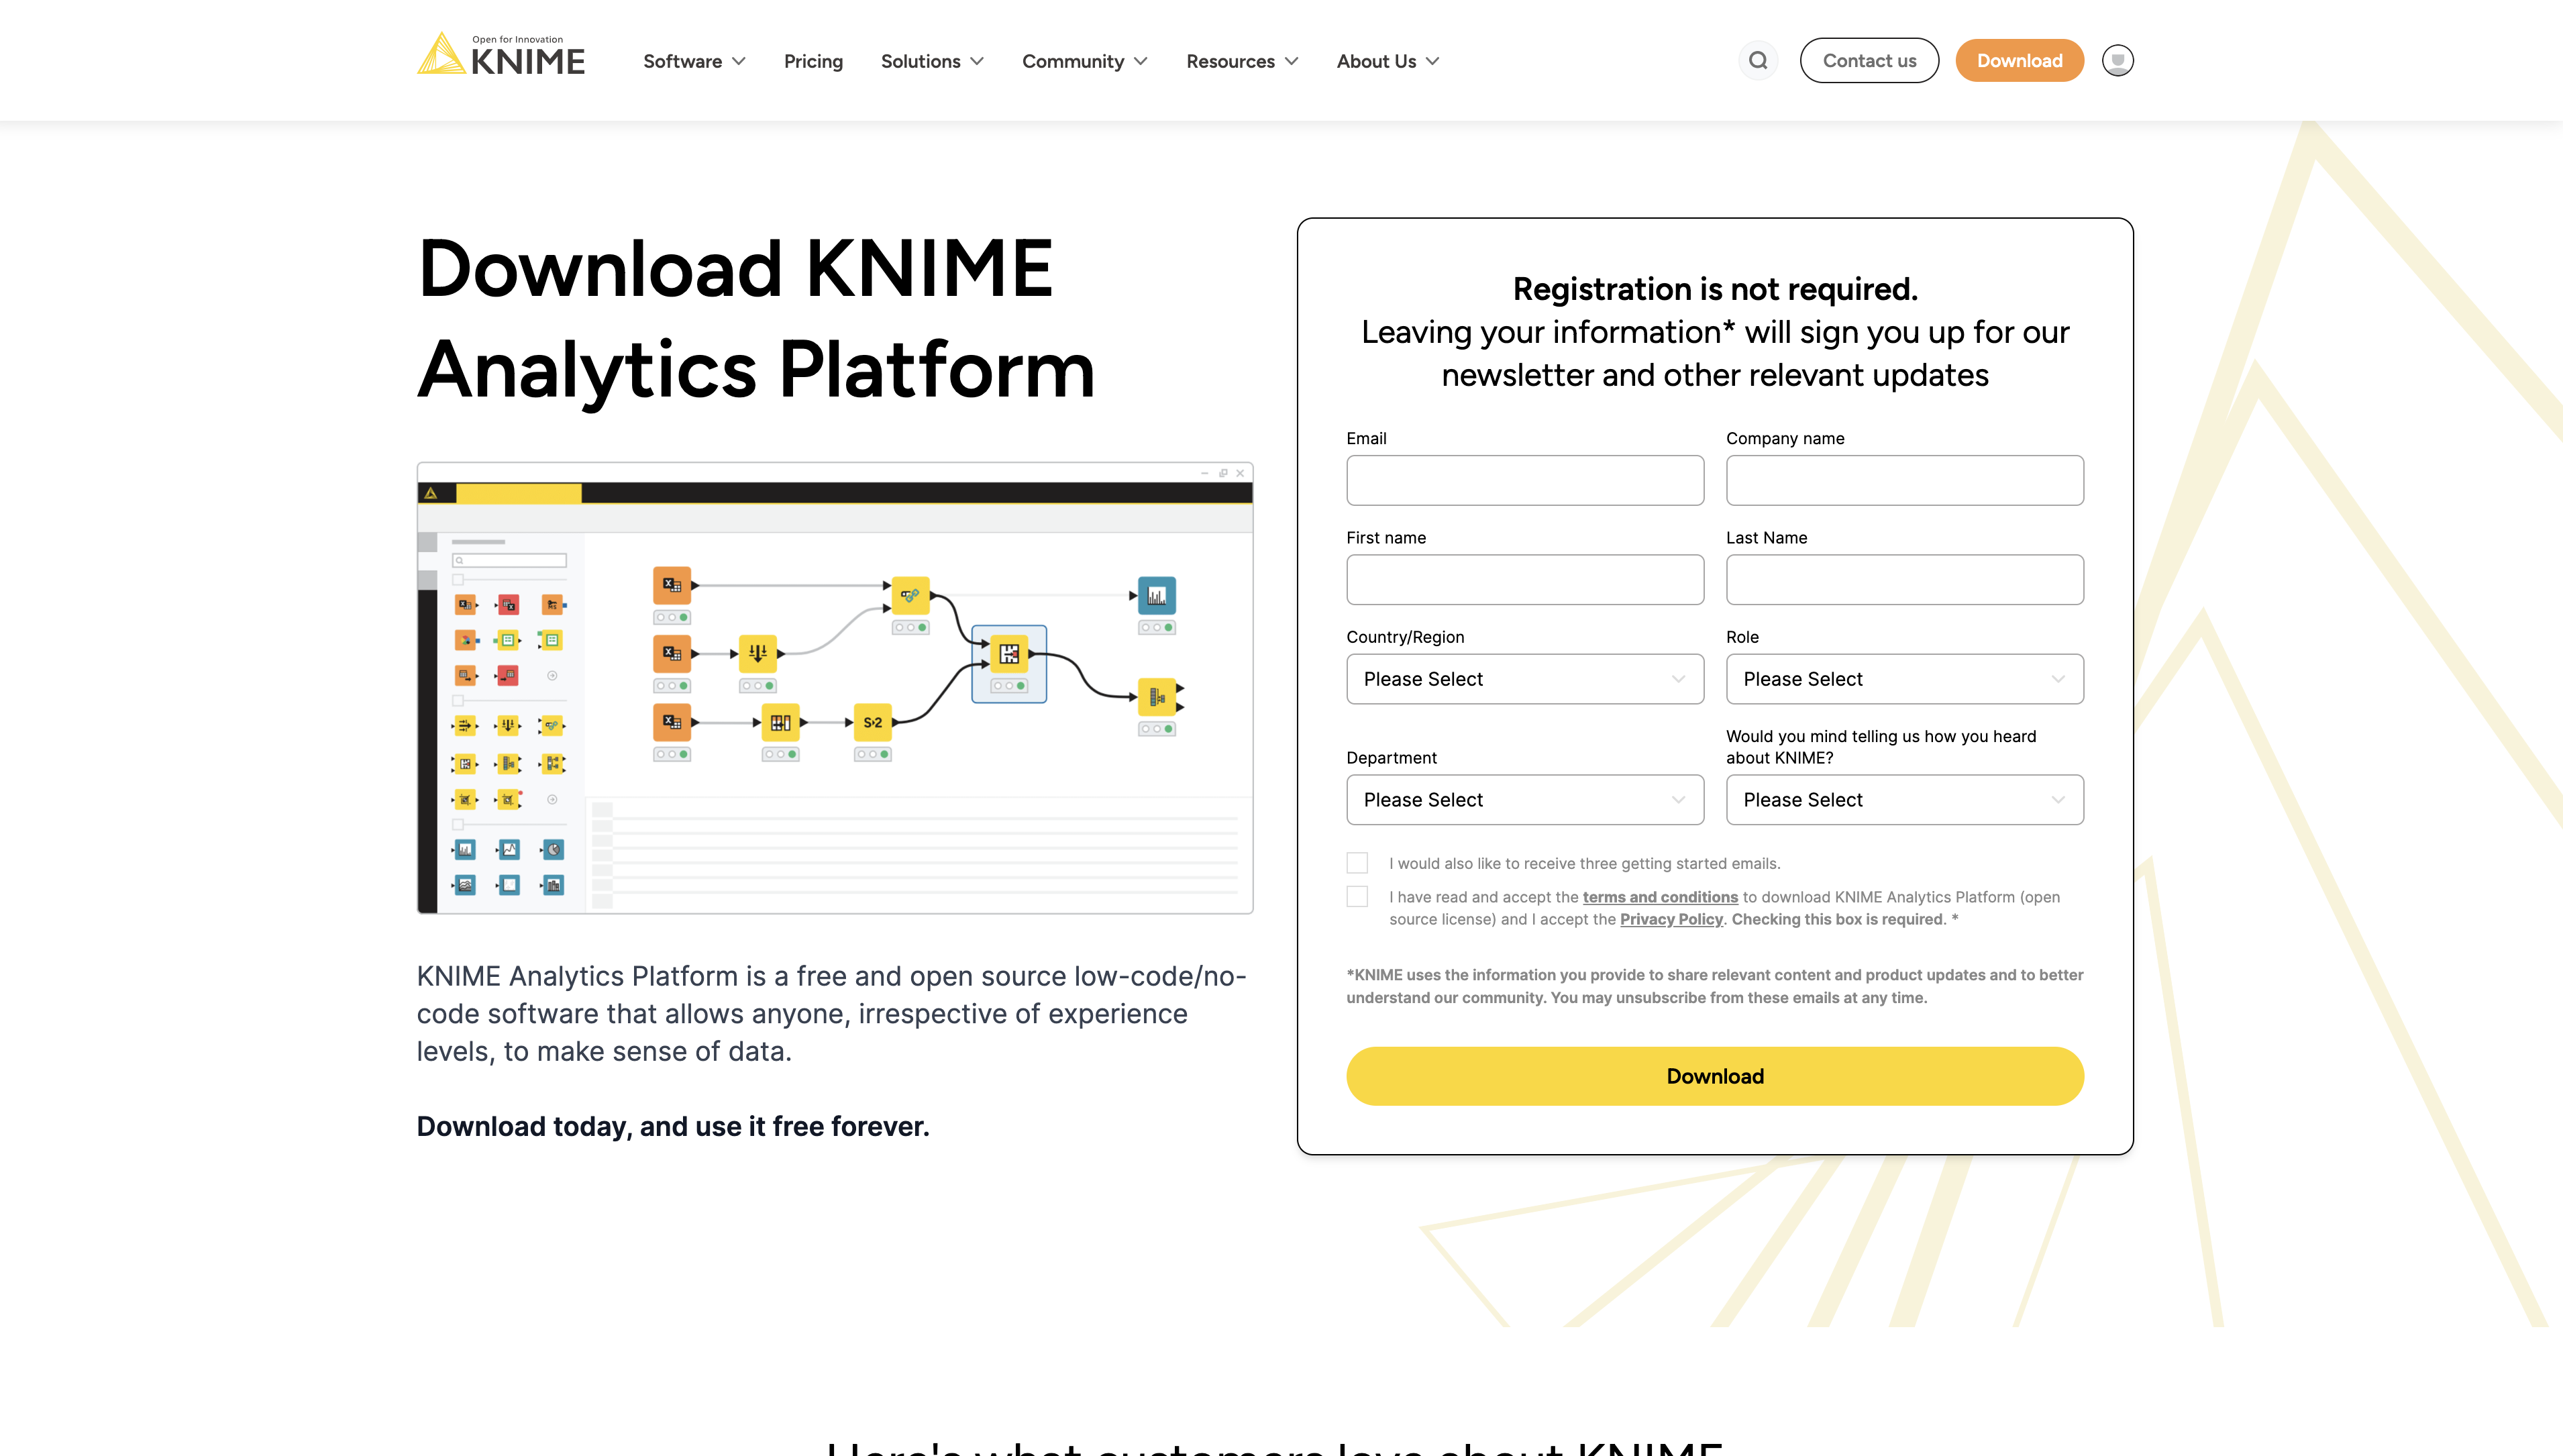 Open for Innovation
KNIME
Software
Pricing
Solutions
Community
Resources
About Us
Contact us
Download
Download KNIME
Analytics Platform
S›2
KNIME Analytics Platform is a free and open source low-code/no-
code software that allows anyone, irrespective of experience
levels, to make sense of data.
Download today, and use it free forever.
Registration is not required.
Leaving your information* will sign you up for our
newsletter and other relevant updates
Email
Company name
First name
Last Name
Country/Region
Role
Please Select
Please Select
Department
Would you mind telling us how you heard
about KNIME?
Please Select
Please Select
I would also like to receive three getting started emails.
I have read and accept the terms and conditions to download KNIME Analytics Platform (open
source license) and I accept the Privacy Policy. Checking this box is required. *
*KNIME uses the information you provide to share relevant content and product updates and to better
understand our community. You may unsubscribe from these emails at any time.
Download
Here's what customers love about KNIME